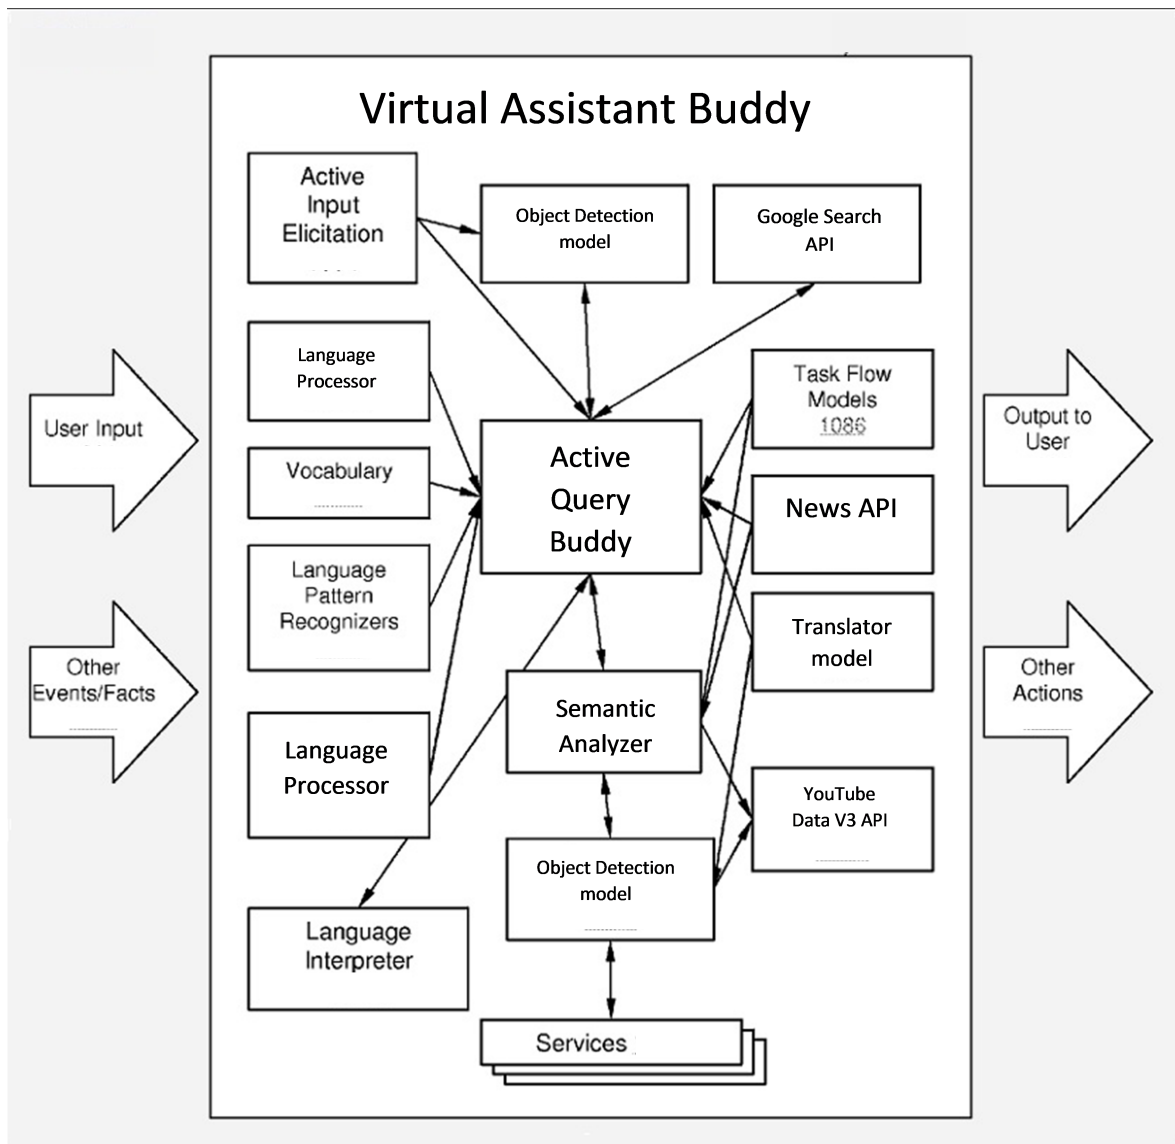 Virtual Assistant Buddy
Active
Input
Elicitation
Object Detection
model
Google Search
API
Language
Processor
Task Flow
Models
1086
User Input
Output to
User
Vocabulary
Active
Query
Buddy
News API
Language
Pattern
Recognizers
Translator
model
Other
Events/Facts
Other
Actions
Semantic
Analyzer
Language
Processor
YouTube
Data V3 API
Object Detection
model
Language
Interpreter
Services